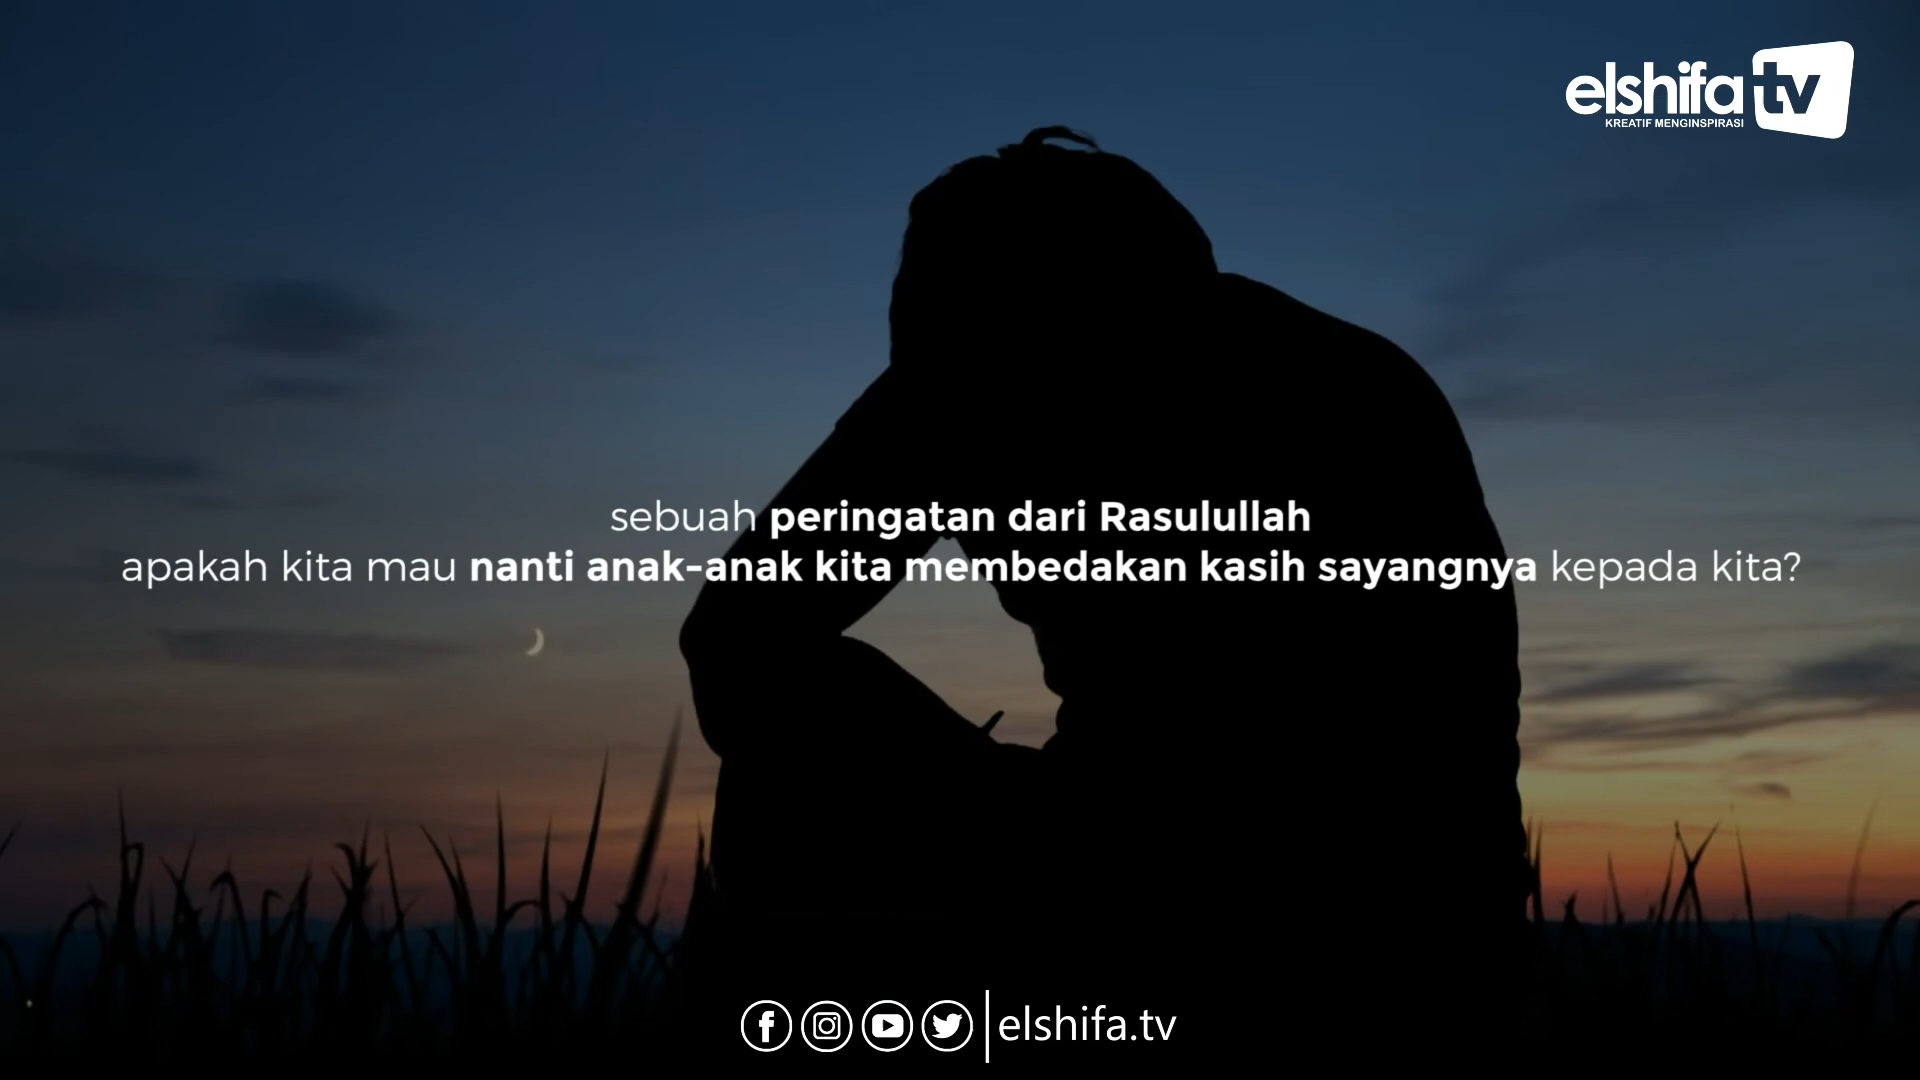 elshifa tv
KREATIF MENGINSPIRASI
sebuah peringatan dari Rasulullah
apakah kita mau nanti anak-anak kita membedakan kasih sayangnya kepada kita?
elshifa.tv